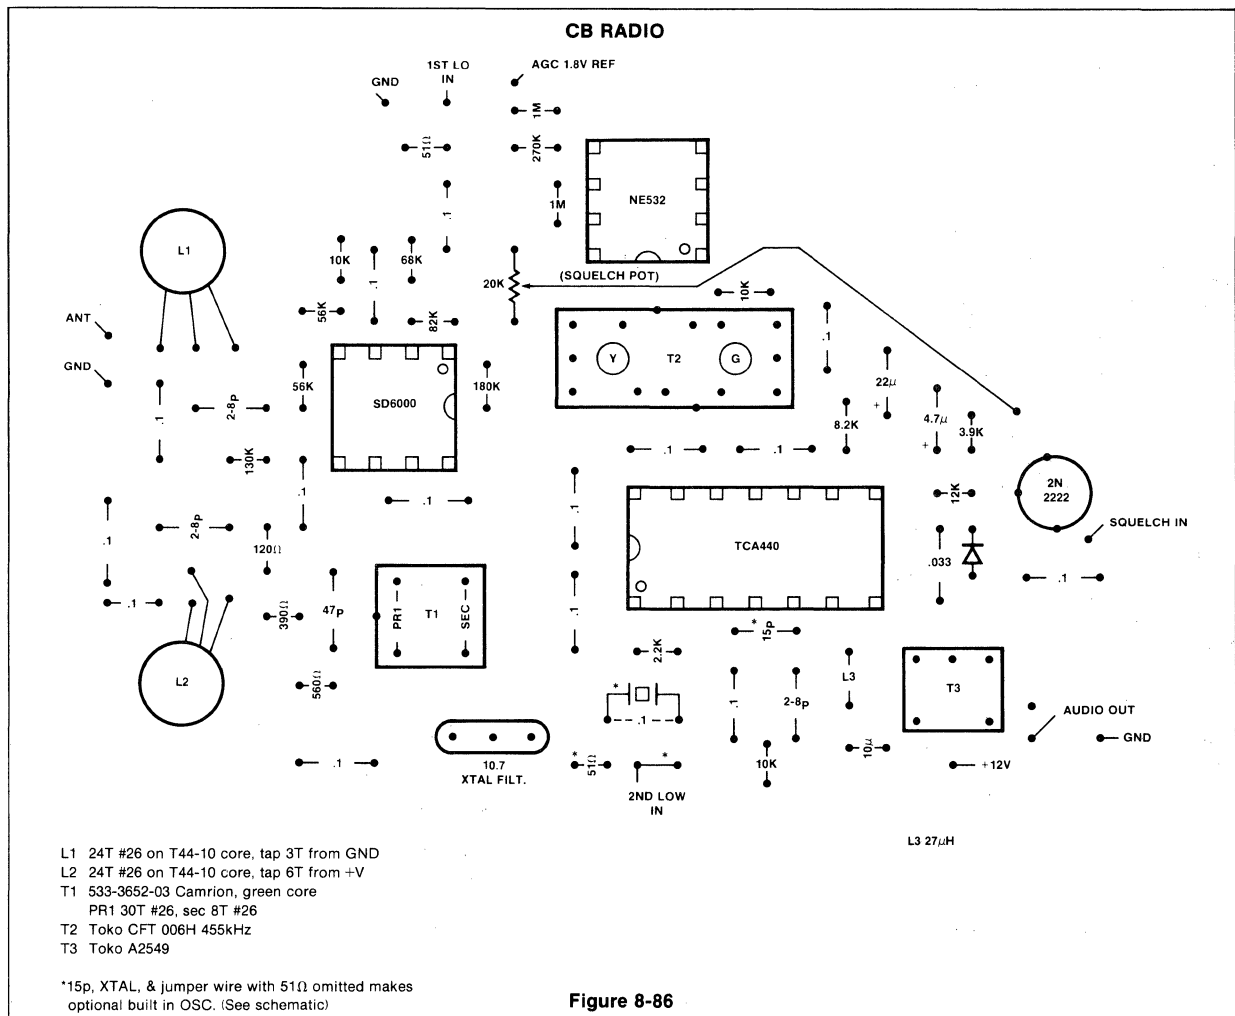 CB RADIO
GND
1ST LO
IN
AGC 1.8V REF
1M
51Ω
270K
NE532
.1
1M
L1
10K
.1
68K
20K
(SQUELCH POT)
10K
56K
82K
ANT
GND
.1
Y
T2
G
56K
SD6000
180K
22μ
+
.1
2-8p
8.2K
4.7μ
+
3.9K
130K
.1
.1
.1
.1
.1
12K
2N
2222
SQUELCH IN
.1
2-8p
120Ω
TCA440
.033
.1
.1
390Ω
47p
PR1
T1
SEC
.1
*
15p
2.2K
L2
560Ω
*
.1
.1
2-8p
L3
T3
AUDIO OUT
GND
.1
10.7
XTAL FILT.
*
51Ω
*
2ND LOW
IN
10K
10μ
+12V
L3 27μH
L1 24T #26 on T44-10 core, tap 3T from GND
L2 24T #26 on T44-10 core, tap 6T from +V
T1 533-3652-03 Camrion, green core
PR1 30T #26, sec 8T #26
T2 Toko CFT 006H 455kHz
T3 Toko A2549
*15p, XTAL, & jumper wire with 51Ω omitted makes
optional built in OSC. (See schematic)
Figure 8-86